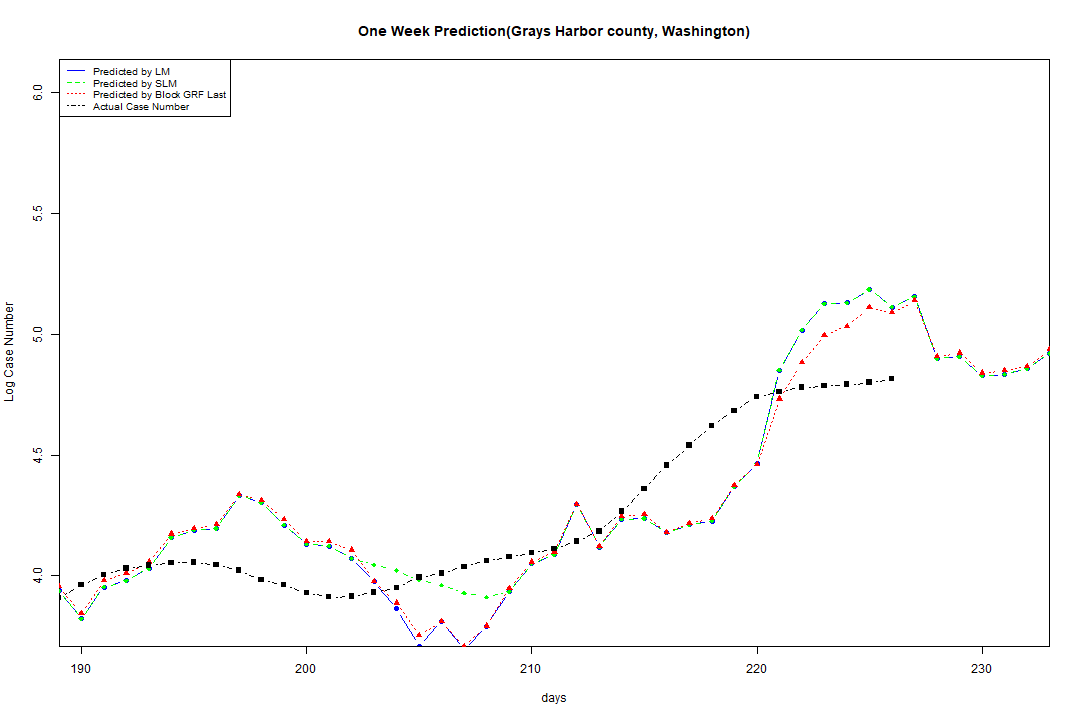 One Week Prediction(Grays Harbor county, Washington)
Predicted by LM
Predicted by SLM
Predicted by Block GRF Last
Actual Case Number
6.0
5.5
5.0
4.5
4.0
Log Case Number
190 200 210 220 230
days